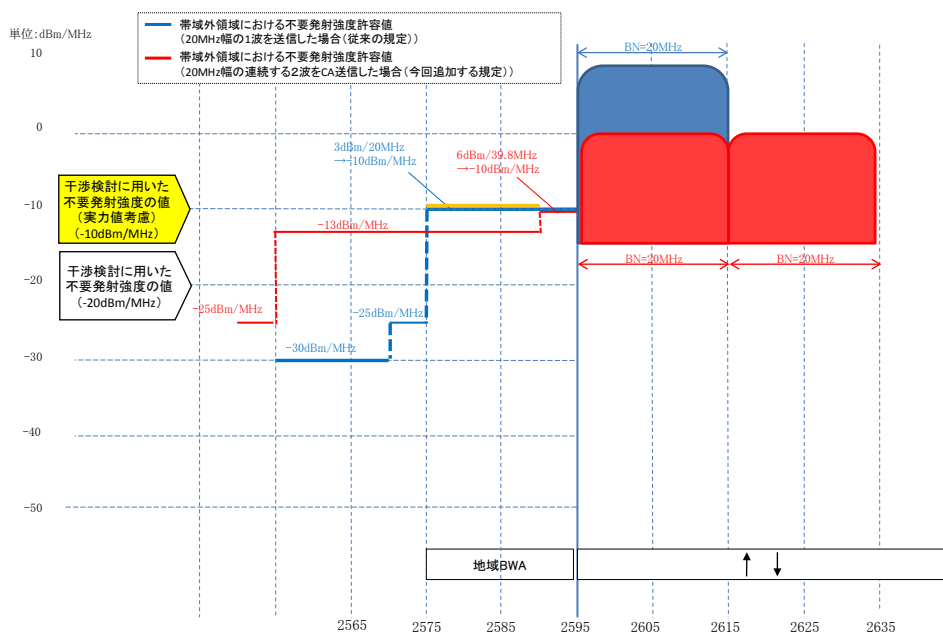 単位:dBm/MHz
帯域外領域における不要発射強度許容値
(20MHz幅の1波を送信した場合(従来の規定))
帯域外領域における不要発射強度許容値
(20MHz幅の連続する2波をCA送信した場合(今回追加する規定))
10
0
-10
-20
-30
-40
-50
BN=20MHz
3dBm/20MHz
→-10dBm/MHz
6dBm/39.8MHz
→-10dBm/MHz
干渉検討に用いた
不要発射強度の値
(実力値考慮)
(-10dBm/MHz)
干渉検討に用いた
不要発射強度の値
(-20dBm/MHz)
-13dBm/MHz
-25dBm/MHz
-25dBm/MHz
-30dBm/MHz
BN=20MHz
BN=20MHz
地域BWA
2565
2575
2585
2595
2605
2615
2625
2635